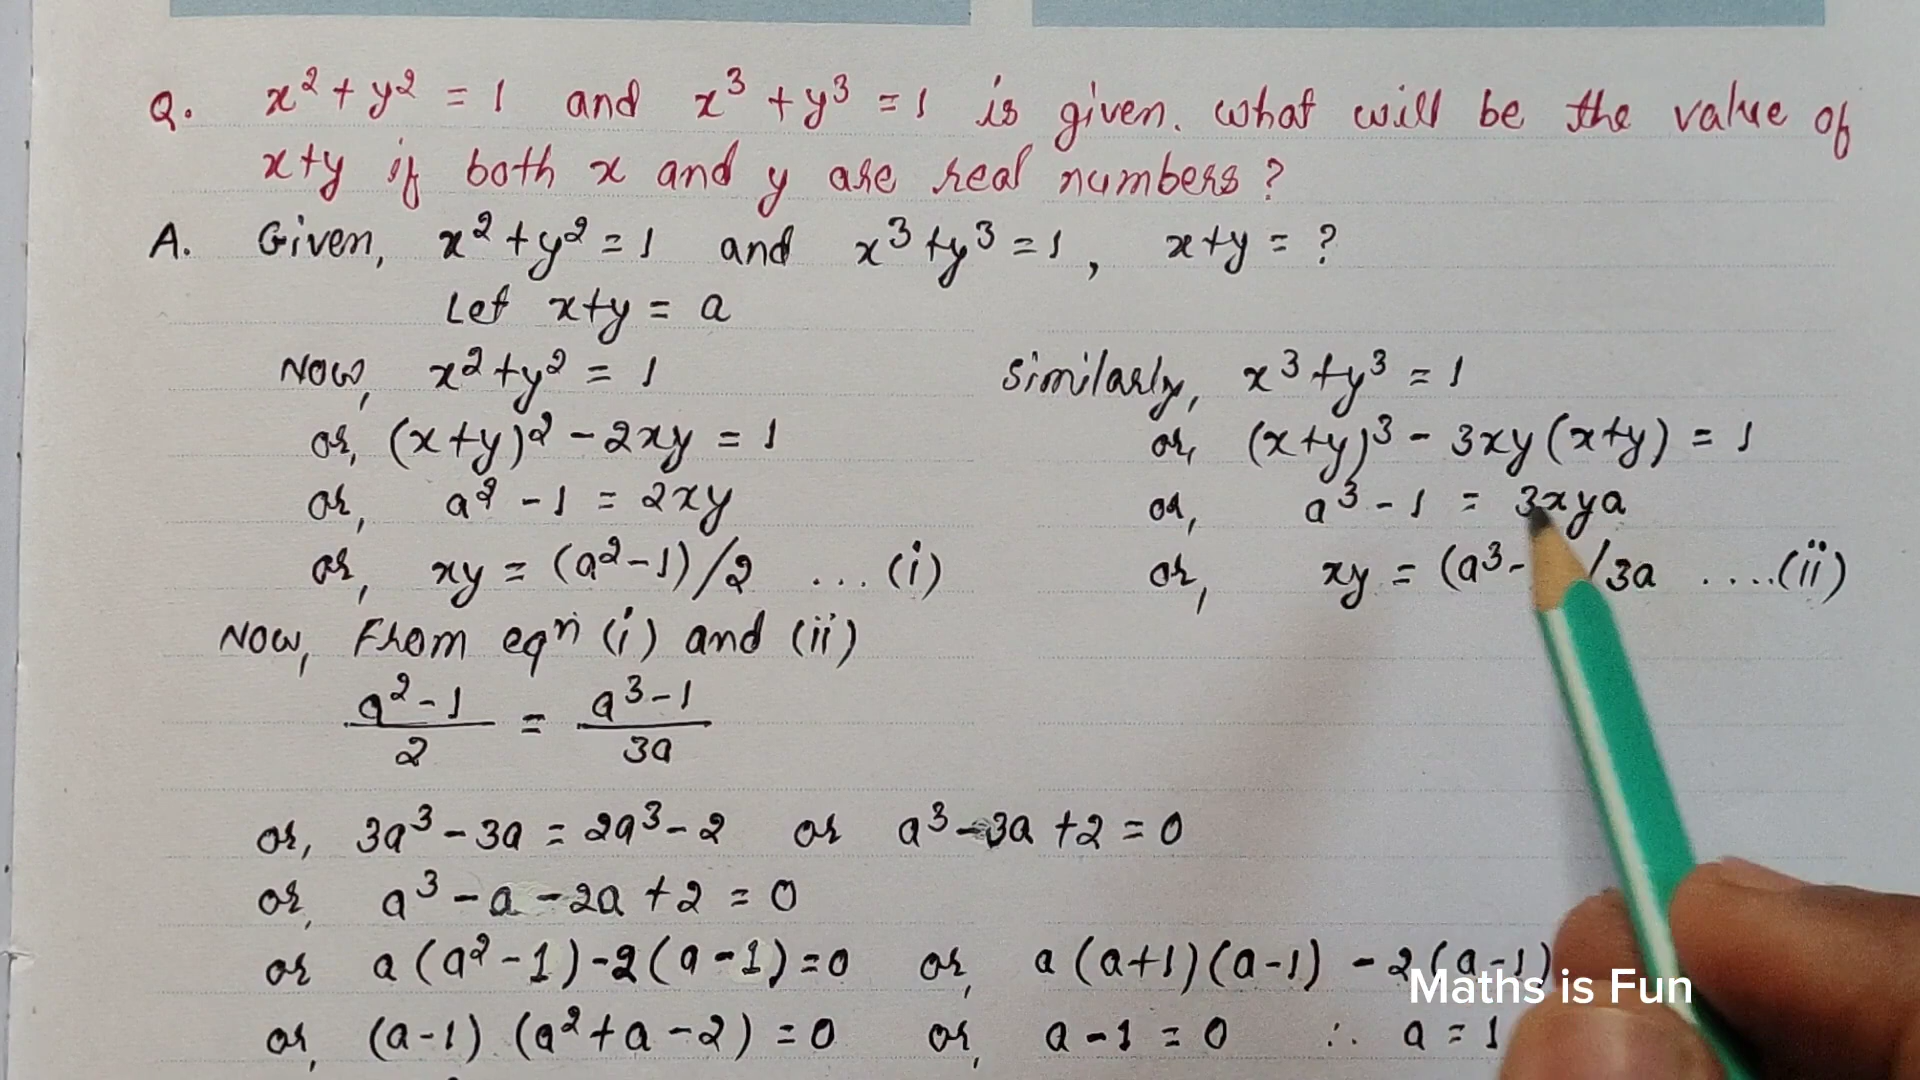 Q. x² + y² = 1 and x³ + y³ = 1 is given. What will be the value of
x+y if both x and y are real numbers?
A. Given, x² + y² = 1 and x³ + y³ = 1, x+y = ?
Let x+y = a
Now, x² + y² = 1
or, (x+y)² - 2xy = 1
or, a² - 1 = 2xy
or, xy = (a² - 1)/2 ... (i)
Similarly, x³ + y³ = 1
or, (x+y)³ - 3xy(x+y) = 1
or, a³ - 1 = 3xya
or, xy = (a³ - /3a ....(ii)
Now, From eqⁿ (i) and (ii)
a² - 1 / 2 = a³ - 1 / 3a
or, 3a³ - 3a = 2a³ - 2 or a³ - 3a + 2 = 0
or, a³ - a - 2a + 2 = 0
or a(a² - 1) - 2(a - 1) = 0 or, a(a+1)(a-1) - 2(a-1)
or, (a-1) (a² + a - 2) = 0 or, a - 1 = 0 ∴ a = 1
Maths is Fun